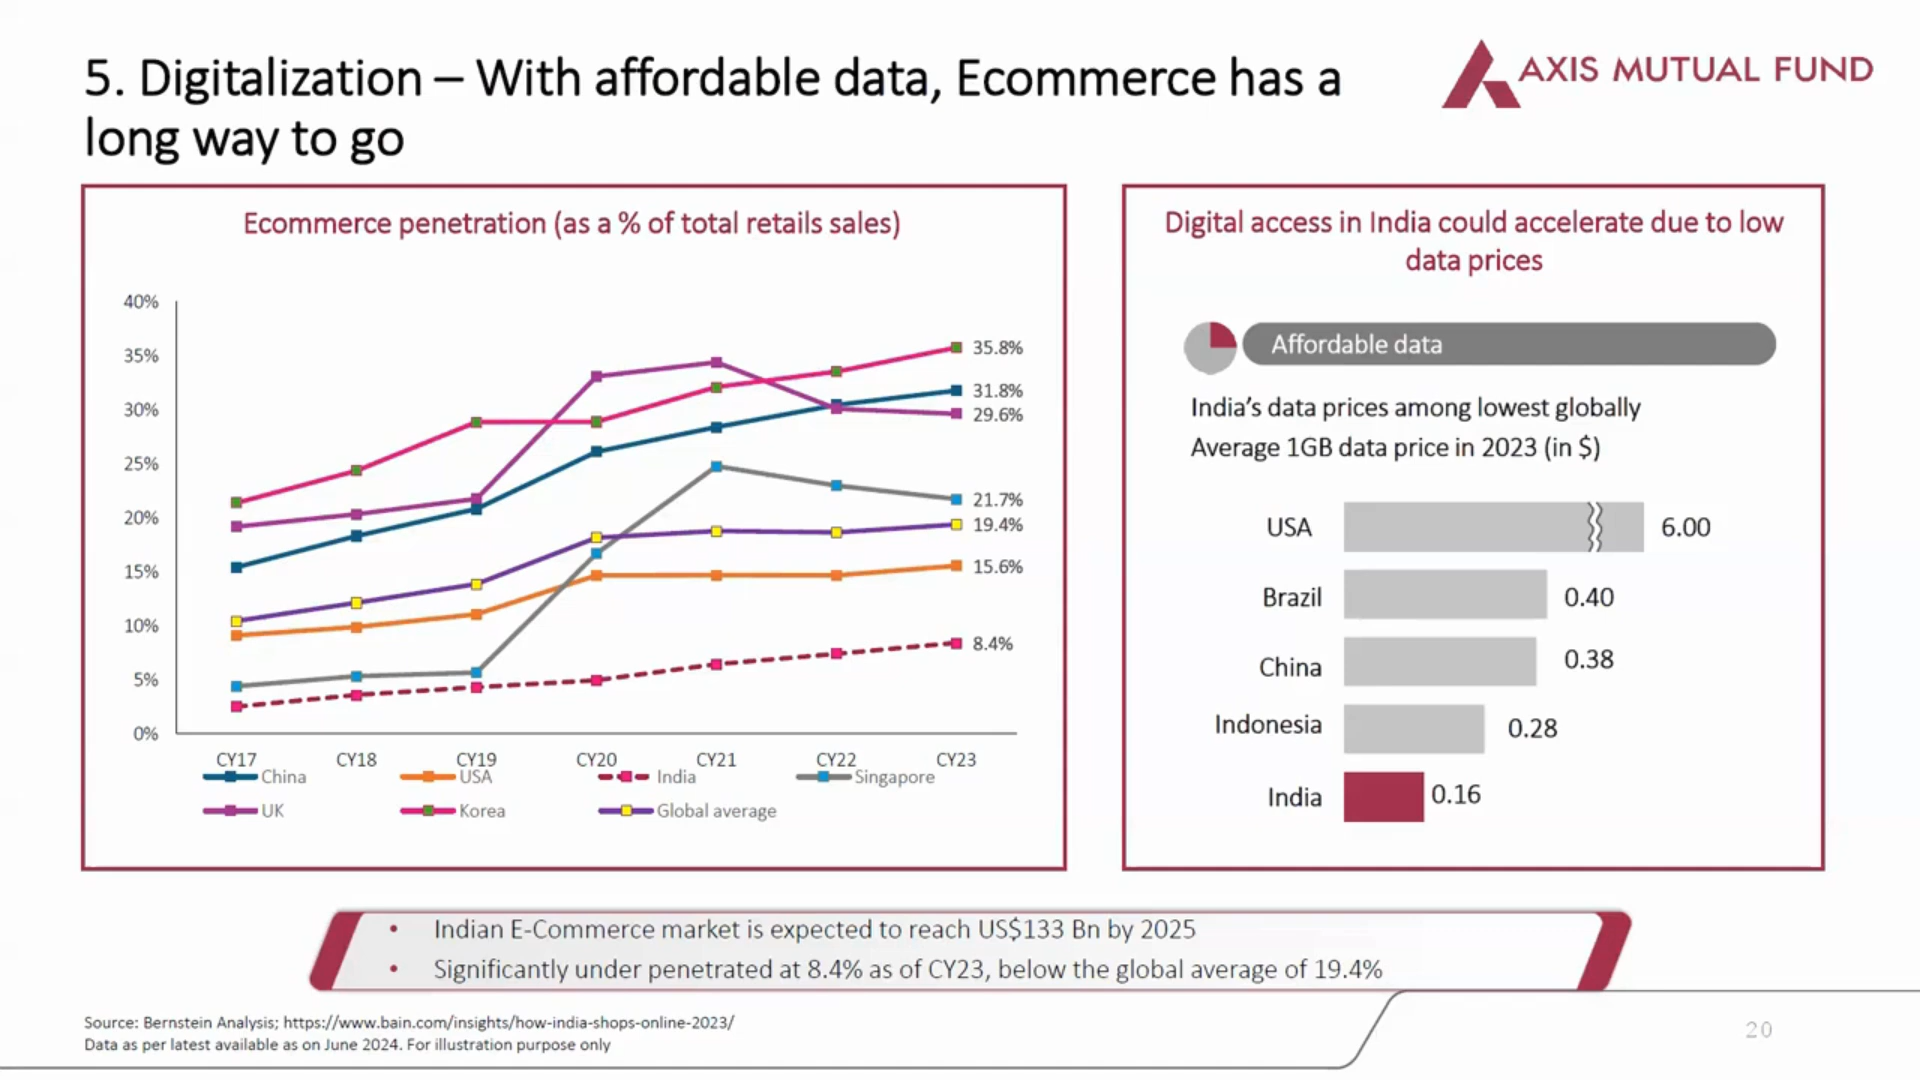 5. Digitalization – With affordable data, Ecommerce has a
long way to go
AXIS MUTUAL FUND
Ecommerce penetration (as a % of total retails sales)
40%
35%
30%
25%
20%
15%
10%
5%
0%
35.8%
31.8%
29.6%
21.7%
19.4%
15.6%
8.4%
CY17 CY18 CY19 CY20 CY21 CY22 CY23
China USA India Singapore
UK Korea Global average
Digital access in India could accelerate due to low
data prices
Affordable data
India’s data prices among lowest globally
Average 1GB data price in 2023 (in $)
USA 6.00
Brazil 0.40
China 0.38
Indonesia 0.28
India 0.16
• Indian E-Commerce market is expected to reach US$133 Bn by 2025
• Significantly under penetrated at 8.4% as of CY23, below the global average of 19.4%
Source: Bernstein Analysis; https://www.bain.com/insights/how-india-shops-online-2023/
Data as per latest available as on June 2024. For illustration purpose only
20